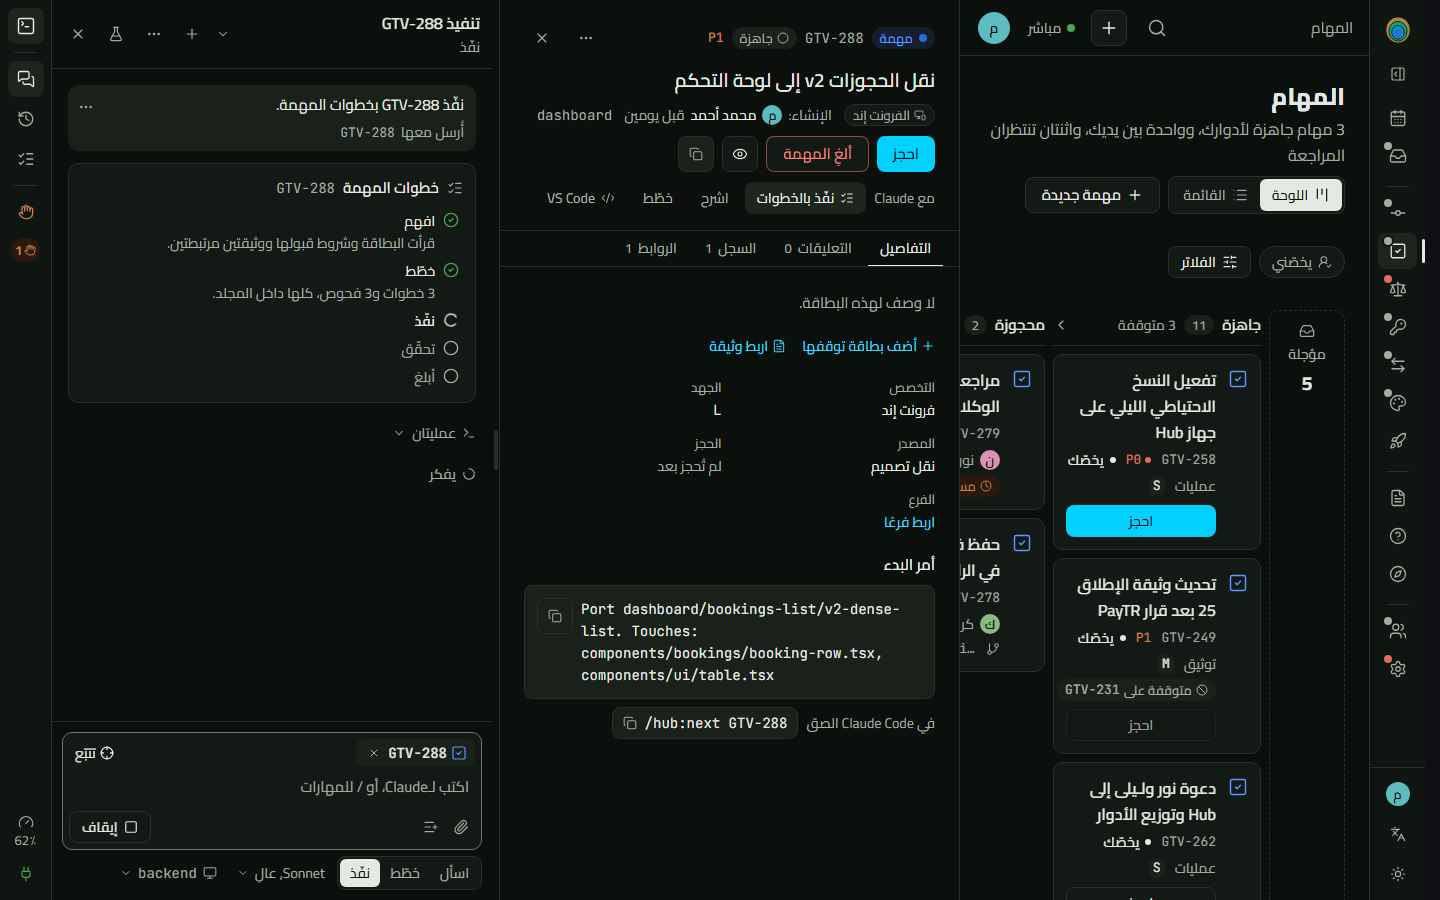 المهام
مباشر
م
المهام
3 مهام جاهزة لأدوارك، وواحدة بين يديك، واثنتان تنتظران
المراجعة
اللوحة
القائمة
+ مهمة جديدة
يخصّني
الفلاتر
مؤجلة
5
جاهزة 11 3 متوقفة
تفعيل النسخ
الاحتياطي الليلي على
جهاز Hub
GTV-258 P0 يخصّك
عمليات S
احجز
تحديث وثيقة الإطلاق
25 بعد قرار PayTR
GTV-249 P1 يخصّك
توثيق M
متوقفة على GTV-231
احجز
دعوة نور وليلى إلى
Hub وتوزيع الأدوار
GTV-262 يخصّك
عمليات S
محجوزة 2
الوكلا
V-279
ن نور
حفظ
في الرا
V-278
ك
مهمة GTV-288 جاهزة P1
نقل الحجوزات v2 إلى لوحة التحكم
الفرونت إند الإنشاء: م محمد أحمد قبل يومين dashboard
احجز
ألغِ المهمة
مع Claude نفّذ بالخطوات اشرح خطّط VS Code
التفاصيل التعليقات 0 السجل 1 الروابط 1
لا وصف لهذه البطاقة.
+ أضف بطاقة توقفها اربط وثيقة
التخصص الجهد
فرونت إند L
المصدر الحجز
نقل تصميم لم تُحجز بعد
الفرع
اربط فرعًا
أمر البدء
Port dashboard/bookings-list/v2-dense-
list. Touches:
components/bookings/booking-row.tsx,
components/ui/table.tsx
في Claude Code الصق /hub:next GTV-288
تنفيذ GTV-288
نفّذ
نفّذ GTV-288 بخطوات المهمة.
أرسل معها GTV-288
خطوات المهمة GTV-288
افهم
قرأت البطاقة وشروط قبولها ووثيقتين مرتبطتين.
خطّط
3 خطوات و3 فحوص، كلها داخل المجلد.
نفّذ
تحقّق
أبلغ
عمليتان
يفكر
GTV-288 ×
تتبّع
اكتب لـClaude، أو / للمهارات
إيقاف
اسأل خطّط نفّذ
Sonnet, عالٍ
backend
1
62٪
م